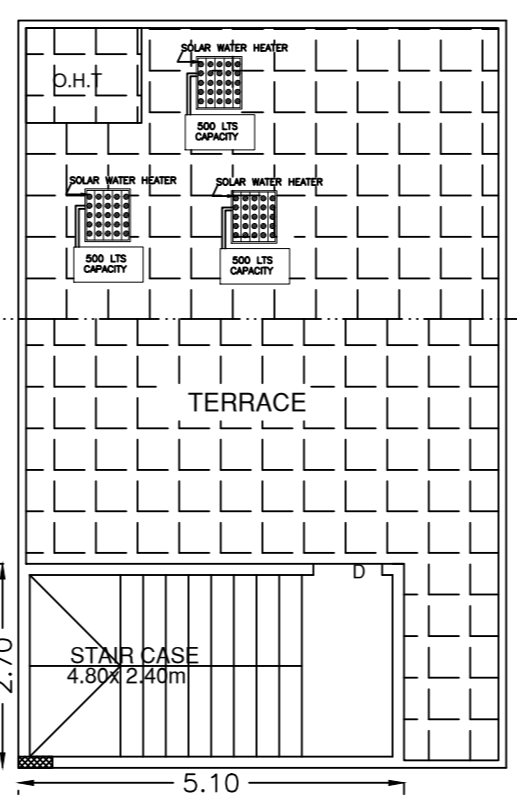 SOLAR WATER HEATER
O.H.T
500 LTS
CAPACITY
SOLAR WATER HEATER
SOLAR WATER HEATER
500 LTS
CAPACITY
500 LTS
CAPACITY
TERRACE
D
STAIR CASE
4.80x 2.40m
2.70
5.10